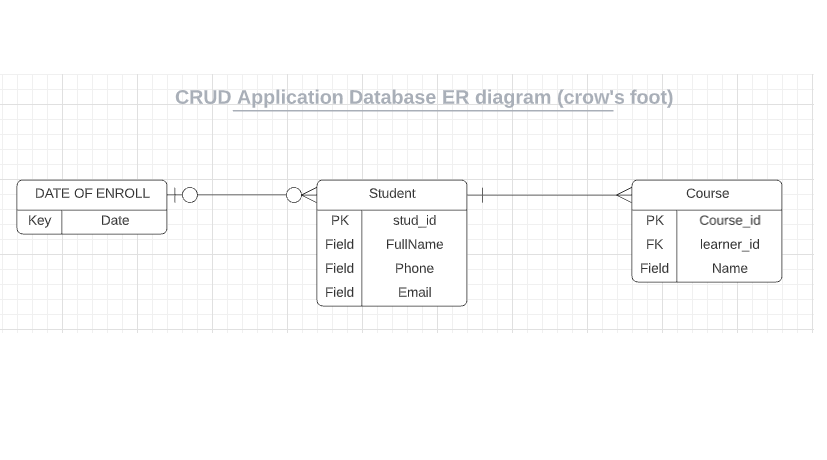 CRUD Application Database ER diagram (crow's foot)
DATE OF ENROLL
Key Date
Student
PK stud_id
Field FullName
Field Phone
Field Email
Course
PK Course_id
FK learner_id
Field Name